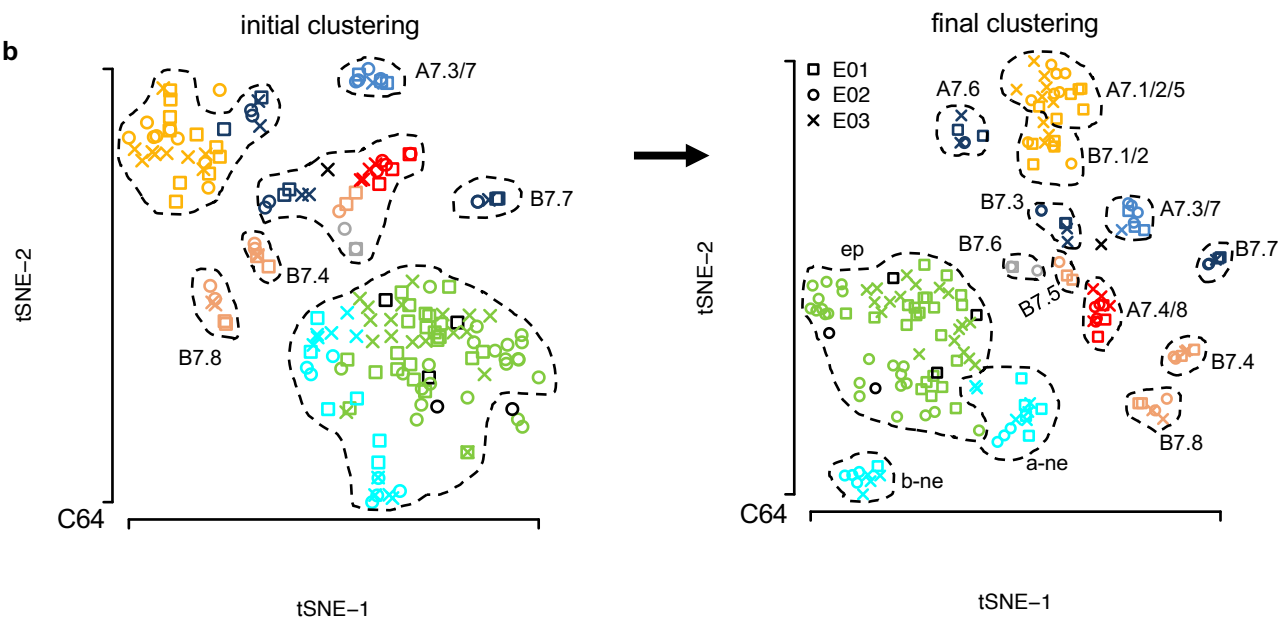 b
initial clustering
A7.3/7
B7.7
B7.4
B7.8
tSNE−2
C64
tSNE−1
final clustering
E01
E02
E03
A7.6
A7.1/2/5
B7.1/2
B7.3
A7.3/7
B7.6
B7.7
ep
B7.5
A7.4/8
B7.4
B7.8
a-ne
b-ne
tSNE−2
C64
tSNE−1